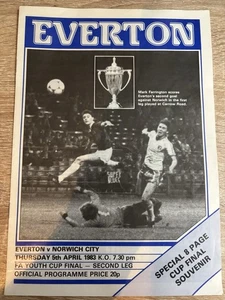 EVERTON
Mark Farrington scores
Everton's second goal
against Norwich in the first
leg played at Carrow Road.
EVERTON v NORWICH CITY
THURSDAY 5th APRIL 1983 K.O. 7.30 pm
FA YOUTH CUP FINAL — SECOND LEG
OFFICIAL PROGRAMME PRICE 20p
SPECIAL 8 PAGE
CUP FINAL
SOUVENIR